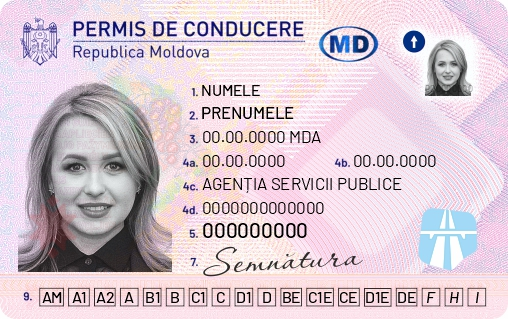 PERMIS DE CONDUCERE
Republica Moldova
MD
1. NUMELE
2. PRENUMELE
3. 00.00.0000 MDA
4a. 00.00.0000 4b. 00.00.0000
4c. AGENȚIA SERVICII PUBLICE
4d. 0000000000000
5. 000000000
7. Semnătura
9. AM A1 A2 A B1 B C1 C D1 D BE C1E CE D1E DE F H I